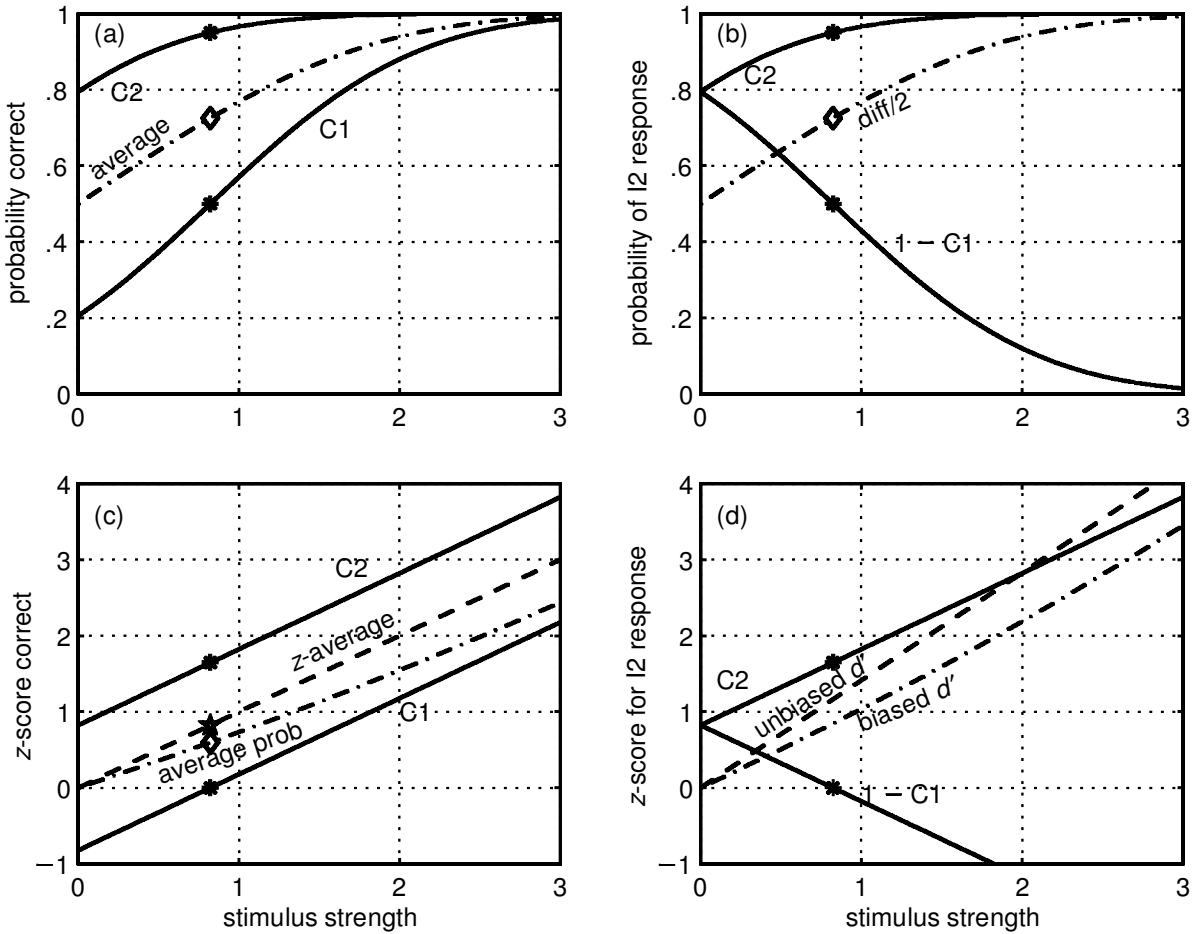 (a)
probability correct
1
.8
.6
.4
.2
0
C2
average
C1
0 1 2 3
(b)
probability of I2 response
1
.8
.6
.4
.2
0
C2
diff/2
1 − C1
0 1 2 3
(c)
z-score correct
4
3
2
1
0
−1
C2
z-average
C1
average prob
0 1 2 3
stimulus strength
(d)
z-score for I2 response
4
3
2
1
0
−1
C2
unbiased d′
biased d′
1 − C1
0 1 2 3
stimulus strength